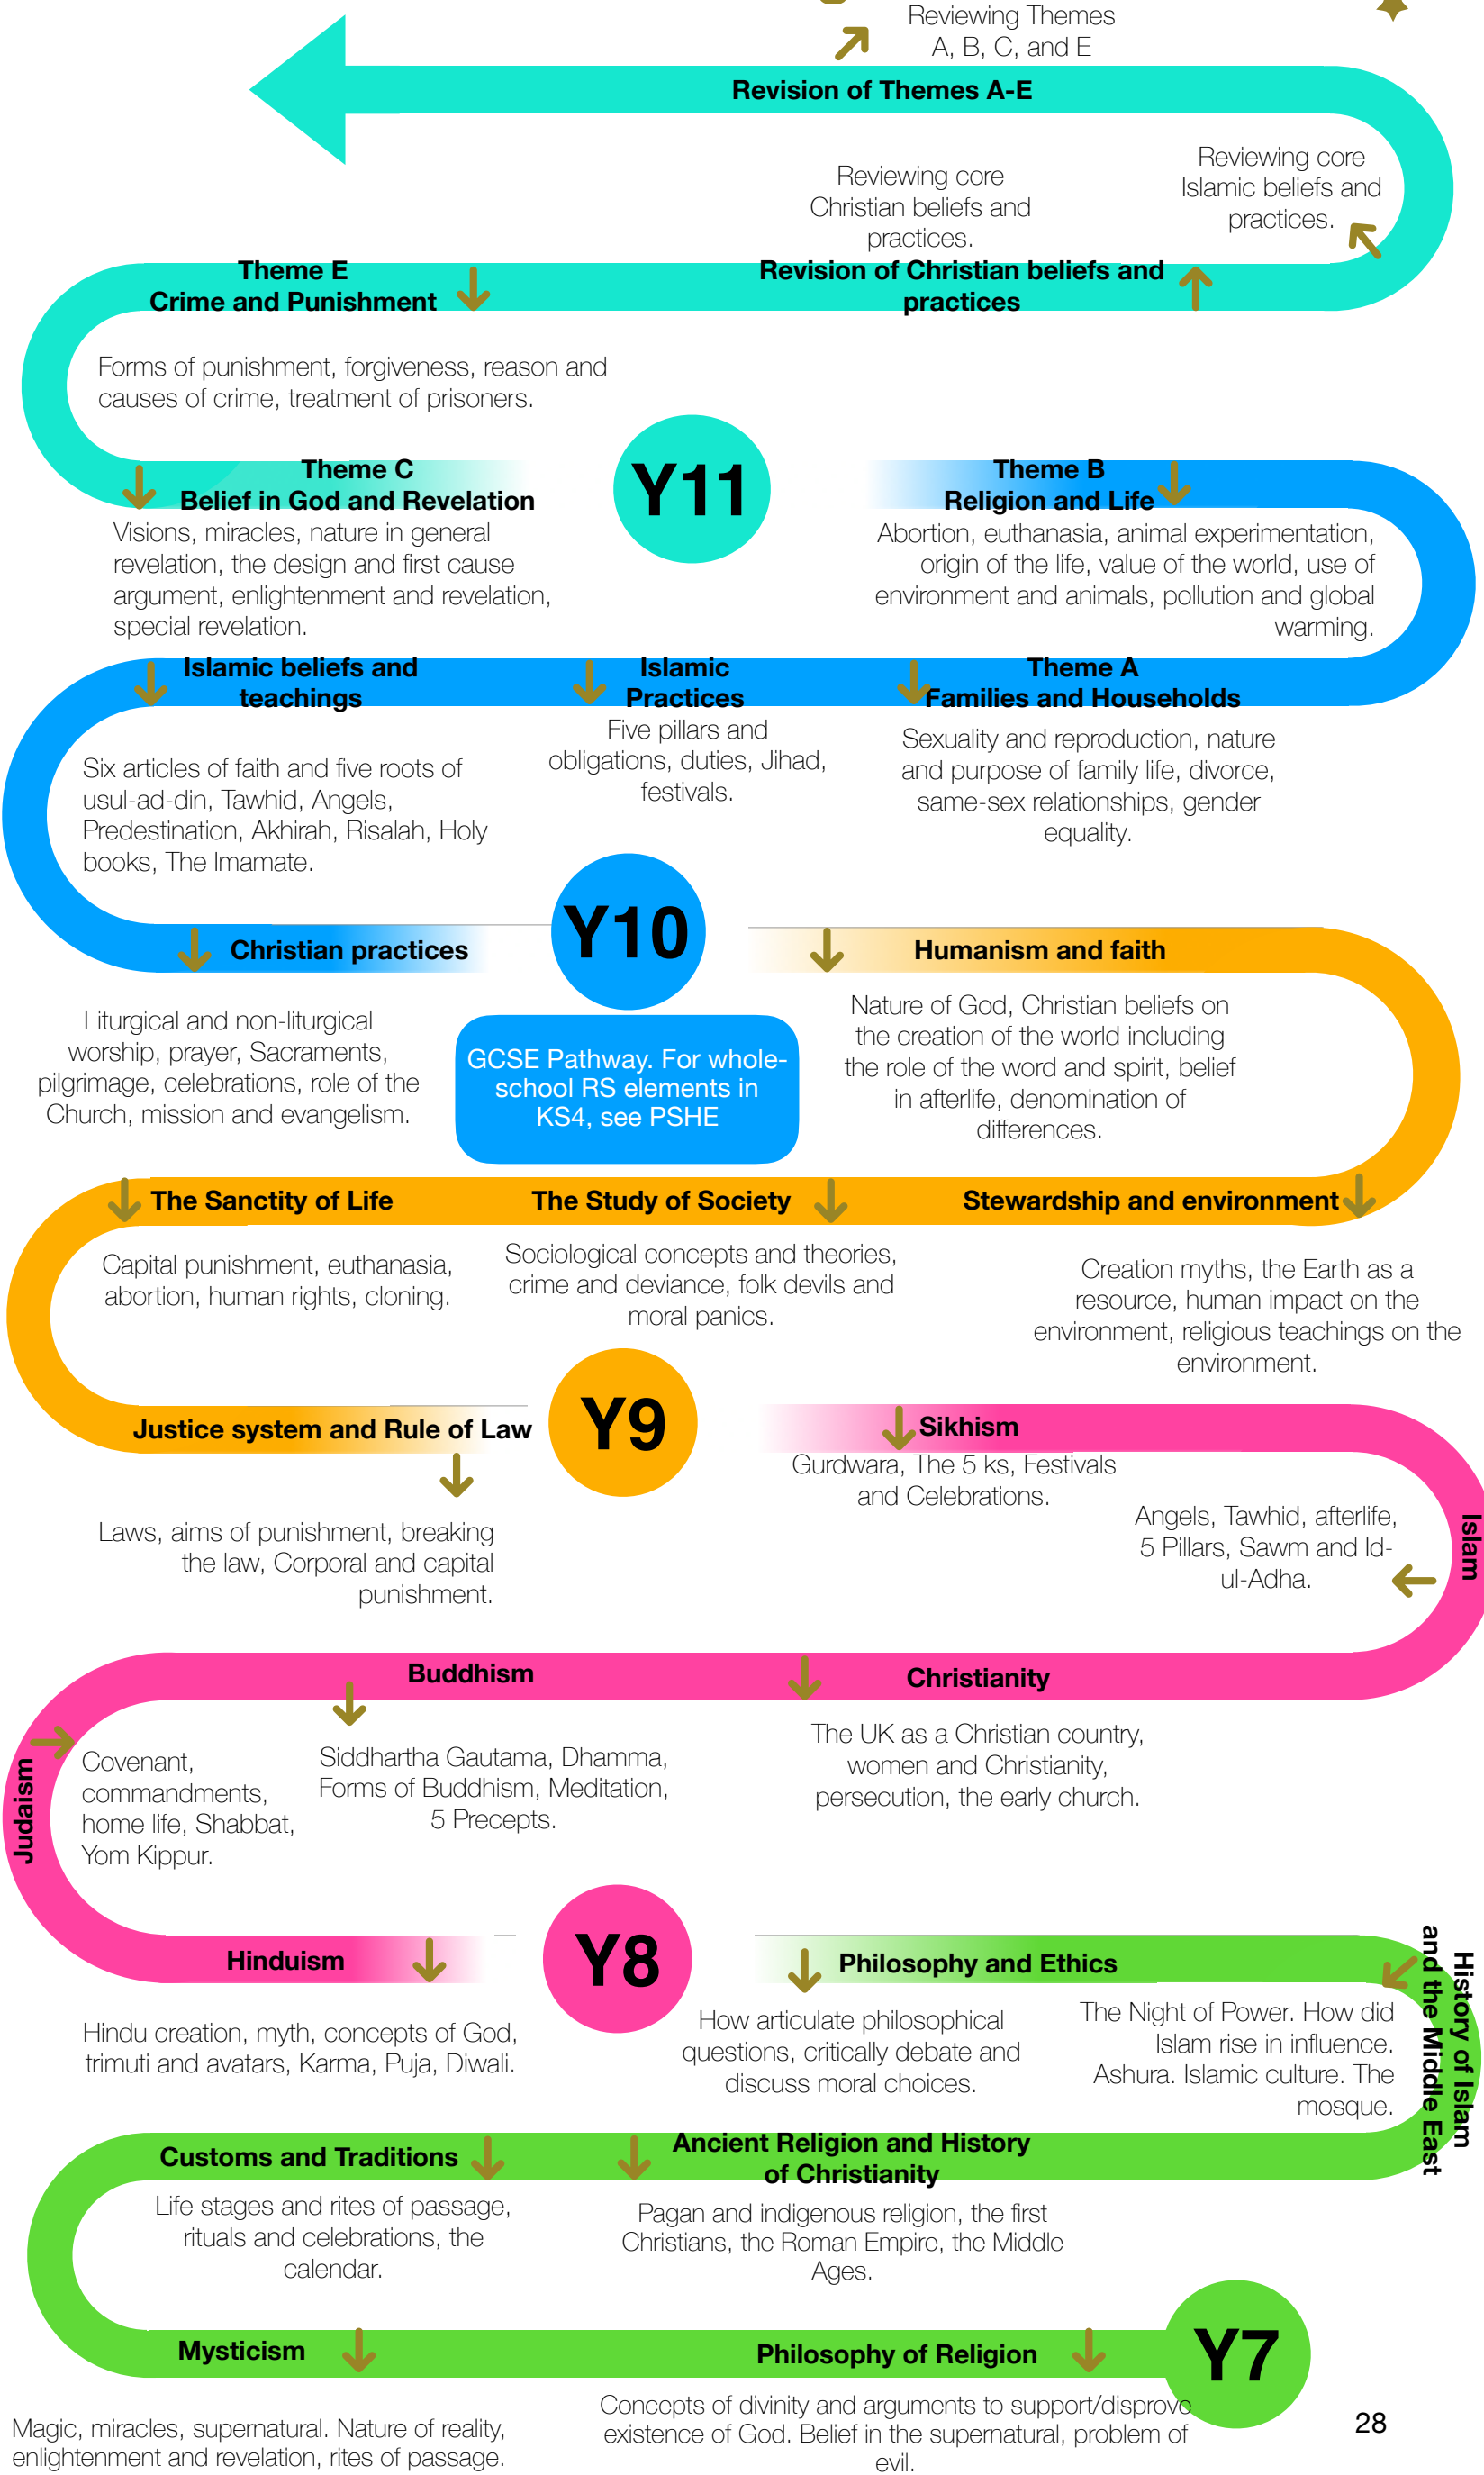 Reviewing Themes
A, B, C, and E
Revision of Themes A-E
Reviewing core
Christian beliefs and
practices.
Reviewing core
Islamic beliefs and
practices.
Theme E
Crime and Punishment
Revision of Christian beliefs and
practices
Forms of punishment, forgiveness, reason and
causes of crime, treatment of prisoners.
Y11
Theme C
Belief in God and Revelation
Visions, miracles, nature in general
revelation, the design and first cause
argument, enlightenment and revelation,
special revelation.
Theme B
Religion and Life
Abortion, euthanasia, animal experimentation,
origin of the life, value of the world, use of
environment and animals, pollution and global
warming.
Islamic beliefs and
teachings
Six articles of faith and five roots of
usul-ad-din, Tawhid, Angels,
Predestination, Akhirah, Risalah, Holy
books, The Imamate.
Islamic
Practices
Five pillars and
obligations, duties, Jihad,
festivals.
Theme A
Families and Households
Sexuality and reproduction, nature
and purpose of family life, divorce,
same-sex relationships, gender
equality.
Y10
Christian practices
Liturgical and non-liturgical
worship, prayer, Sacraments,
pilgrimage, celebrations, role of the
Church, mission and evangelism.
GCSE Pathway. For whole-
school RS elements in
KS4, see PSHE
Humanism and faith
Nature of God, Christian beliefs on
the creation of the world including
the role of the word and spirit, belief
in afterlife, denomination of
differences.
The Sanctity of Life
Capital punishment, euthanasia,
abortion, human rights, cloning.
The Study of Society
Sociological concepts and theories,
crime and deviance, folk devils and
moral panics.
Stewardship and environment
Creation myths, the Earth as a
resource, human impact on the
environment, religious teachings on the
environment.
Y9
Justice system and Rule of Law
Laws, aims of punishment, breaking
the law, Corporal and capital
punishment.
Sikhism
Gurdwara, The 5 ks, Festivals
and Celebrations.
Islam
Angels, Tawhid, afterlife,
5 Pillars, Sawm and Id-
ul-Adha.
Buddhism
Siddhartha Gautama, Dhamma,
Forms of Buddhism, Meditation,
5 Precepts.
Christianity
The UK as a Christian country,
women and Christianity,
persecution, the early church.
Judaism
Covenant,
commandments,
home life, Shabbat,
Yom Kippur.
Y8
Hinduism
Hindu creation, myth, concepts of God,
trimuti and avatars, Karma, Puja, Diwali.
Philosophy and Ethics
How articulate philosophical
questions, critically debate and
discuss moral choices.
History of Islam
and the Middle East
The Night of Power. How did
Islam rise in influence.
Ashura. Islamic culture. The
mosque.
Customs and Traditions
Life stages and rites of passage,
rituals and celebrations, the
calendar.
Ancient Religion and History
of Christianity
Pagan and indigenous religion, the first
Christians, the Roman Empire, the Middle
Ages.
Y7
Mysticism
Magic, miracles, supernatural. Nature of reality,
enlightenment and revelation, rites of passage.
Philosophy of Religion
Concepts of divinity and arguments to support/disprove
existence of God. Belief in the supernatural, problem of
evil.
28